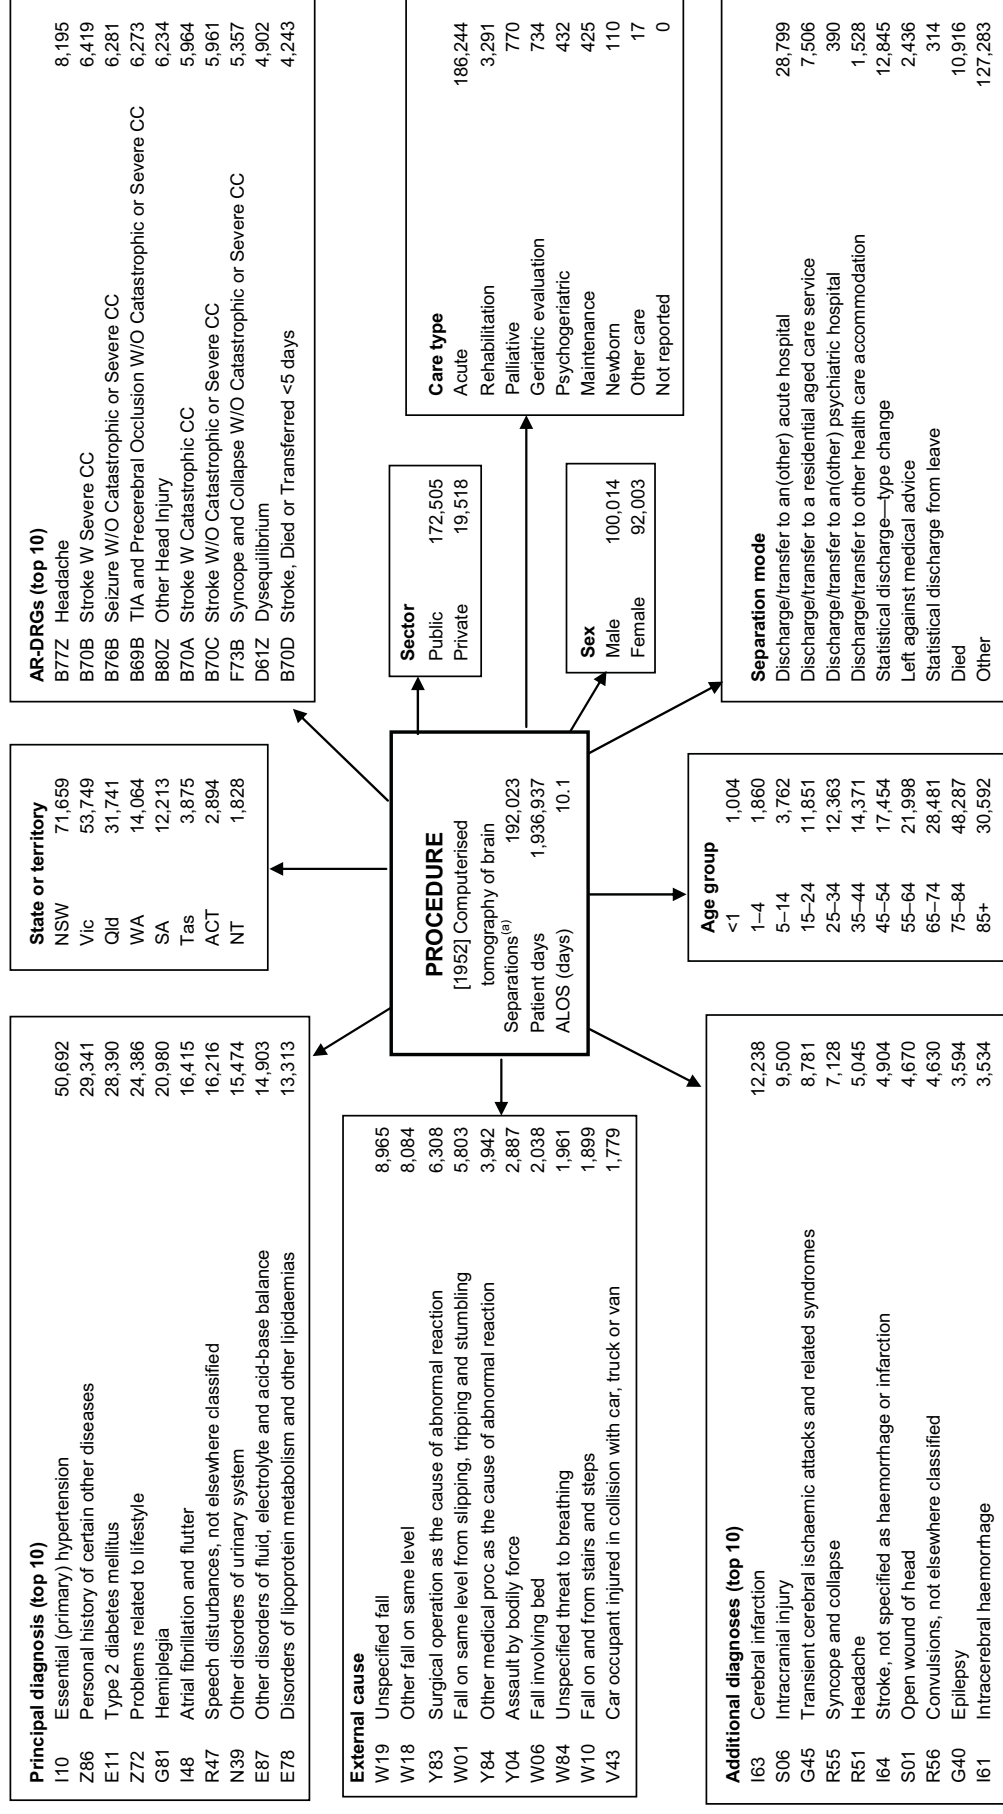 Principal diagnosis (top 10)
I10 Essential (primary) hypertension 50,692
Z86 Personal history of certain other diseases 29,341
E11 Type 2 diabetes mellitus 28,390
Z72 Problems related to lifestyle 24,386
G81 Hemiplegia 20,980
I48 Atrial fibrillation and flutter 16,415
R47 Speech disturbances, not elsewhere classified 16,216
N39 Other disorders of urinary system 15,474
E87 Other disorders of fluid, electrolyte and acid-base balance 14,903
E78 Disorders of lipoprotein metabolism and other lipidaemias 13,313
State or territory
NSW 71,659
Vic 53,749
Qld 31,741
WA 14,064
SA 12,213
Tas 3,875
ACT 2,894
NT 1,828
AR-DRGs (top 10)
B77Z Headache 8,195
B70B Stroke W Severe CC 6,419
B76B Seizure W/O Catastrophic or Severe CC 6,281
B69B TIA and Precerebral Occlusion W/O Catastrophic or Severe CC 6,273
B80Z Other Head Injury 6,234
B70A Stroke W Catastrophic CC 5,964
B70C Stroke W/O Catastrophic or Severe CC 5,961
F73B Syncope and Collapse W/O Catastrophic or Severe CC 5,357
D61Z Dysequilibrium 4,902
B70D Stroke, Died or Transferred <5 days 4,243
External cause
W19 Unspecified fall 8,965
W18 Other fall on same level 8,084
Y83 Surgical operation as the cause of abnormal reaction 6,308
W01 Fall on same level from slipping, tripping and stumbling 5,803
Y84 Other medical proc as the cause of abnormal reaction 3,942
Y04 Assault by bodily force 2,887
W06 Fall involving bed 2,038
W84 Unspecified threat to breathing 1,961
W10 Fall on and from stairs and steps 1,899
V43 Car occupant injured in collision with car, truck or van 1,779
PROCEDURE
[1952] Computerised
tomography of brain
Separations(a) 192,023
Patient days 1,936,937
ALOS (days) 10.1
Sector
Public 172,505
Private 19,518
Sex
Male 100,014
Female 92,003
Care type
Acute 186,244
Rehabilitation 3,291
Palliative 770
Geriatric evaluation 734
Psychogeriatric 432
Maintenance 425
Newborn 110
Other care 17
Not reported 0
Additional diagnoses (top 10)
I63 Cerebral infarction 12,238
S06 Intracranial injury 9,500
G45 Transient cerebral ischaemic attacks and related syndromes 8,781
R55 Syncope and collapse 7,128
R51 Headache 5,045
I64 Stroke, not specified as haemorrhage or infarction 4,904
S01 Open wound of head 4,670
R56 Convulsions, not elsewhere classified 4,630
G40 Epilepsy 3,594
I61 Intracerebral haemorrhage 3,534
Age group
<1 1,004
1–4 1,860
5–14 3,762
15–24 11,851
25–34 12,363
35–44 14,371
45–54 17,454
55–64 21,998
65–74 28,481
75–84 48,287
85+ 30,592
Separation mode
Discharge/transfer to an(other) acute hospital 28,799
Discharge/transfer to a residential aged care service 7,506
Discharge/transfer to an(other) psychiatric hospital 390
Discharge/transfer to other health care accommodation 1,528
Statistical discharge—type change 12,845
Left against medical advice 2,436
Statistical discharge from leave 314
Died 10,916
Other 127,283